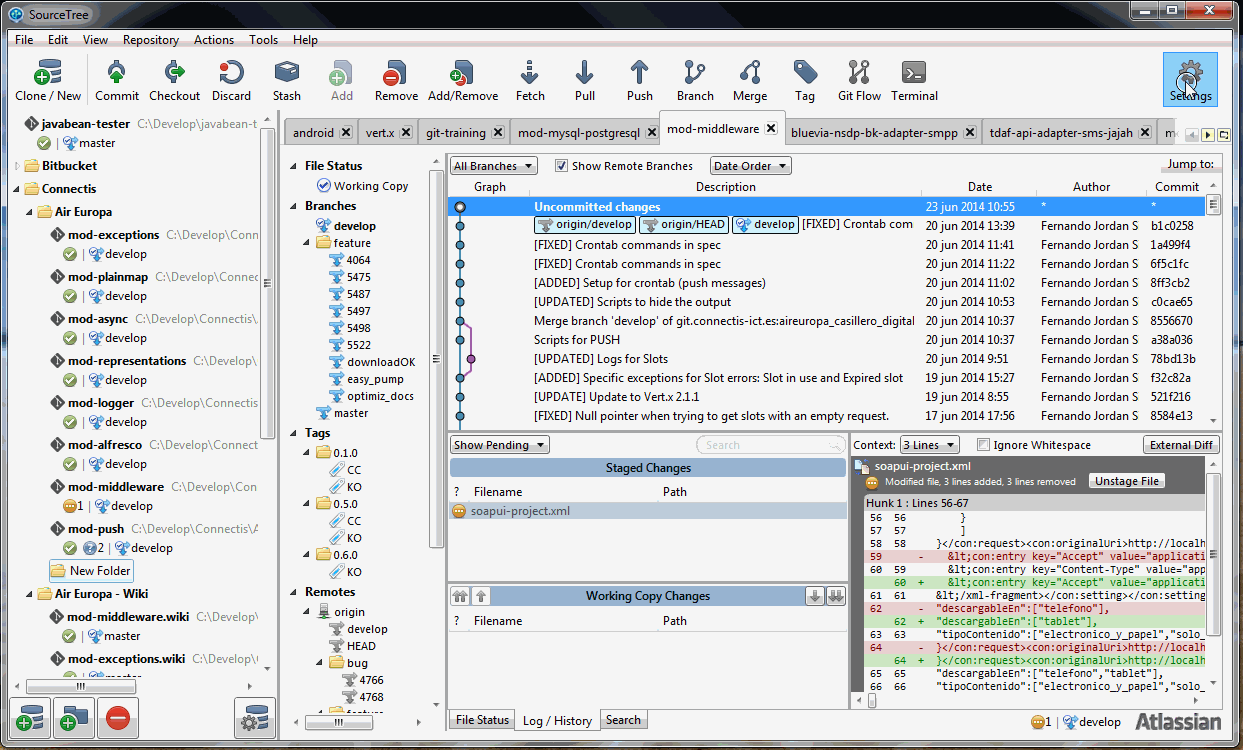 SourceTree
File Edit View Repository Actions Tools Help
Clone / New Commit Checkout Discard Stash Add Remove Add/Remove Fetch Pull Push Branch Merge Tag Git Flow Terminal Settings
javabean-tester C:\Develop\javabean-t
master
Bitbucket
Connectis
Air Europa
mod-exceptions C:\Develop\Conn
develop
mod-plainmap C:\Develop\Connec
develop
mod-async C:\Develop\Connectis\
develop
mod-representations C:\Develop\
develop
mod-logger C:\Develop\Connectis
develop
mod-alfresco C:\Develop\Connect
develop
mod-middleware C:\Develop\Con
1 develop
mod-push C:\Develop\Connectis\A
2 develop
New Folder
Air Europa - Wiki
mod-middleware.wiki C:\Develop\
master
mod-exceptions.wiki C:\Develop\
android vert.x git-training mod-mysql-postgresql mod-middleware bluevia-nsdp-bk-adapter-smpp tdaf-api-adapter-sms-jajah m
File Status
Working Copy
Branches
develop
feature
4064
5475
5487
5497
5498
5522
downloadOK
easy_pump
optimiz_docs
master
Tags
0.1.0
CC
KO
0.5.0
CC
KO
0.6.0
KO
Remotes
origin
develop
HEAD
bug
4766
4768
All Branches Show Remote Branches Date Order Jump to:
Graph Description Date Author Commit
Uncommitted changes 23 jun 2014 10:55 * *
origin/develop origin/HEAD develop [FIXED] Crontab com 20 jun 2014 13:39 Fernando Jordan S b1c0258
[FIXED] Crontab commands in spec 20 jun 2014 11:41 Fernando Jordan S 1a499f4
[FIXED] Crontab commands in spec 20 jun 2014 11:22 Fernando Jordan S 6f5c1fc
[ADDED] Setup for crontab (push messages) 20 jun 2014 11:02 Fernando Jordan S 8ff3cb2
[UPDATED] Scripts to hide the output 20 jun 2014 10:53 Fernando Jordan S c0cae65
Merge branch 'develop' of git.connectis-ict.es:aireuropa_casillero_digital 20 jun 2014 10:37 Fernando Jordan S 8556670
Scripts for PUSH 20 jun 2014 10:37 Fernando Jordan S a38a036
[UPDATED] Logs for Slots 20 jun 2014 9:51 Fernando Jordan S 78bd13b
[ADDED] Specific exceptions for Slot errors: Slot in use and Expired slot 19 jun 2014 15:27 Fernando Jordan S f32c82a
[UPDATE] Update to Vert.x 2.1.1 19 jun 2014 8:55 Fernando Jordan S 521f216
[FIXED] Null pointer when trying to get slots with an empty request. 17 jun 2014 17:56 Fernando Jordan S 8584e13
Show Pending Search
Staged Changes
? Filename Path
soapui-project.xml
Working Copy Changes
? Filename Path
Context: 3 Lines Ignore Whitespace External Diff
soapui-project.xml
Modified file, 3 lines added, 3 lines removed Unstage File
Hunk 1 : Lines 56-67
56 56 }
57 57 ]
58 58 }</con:request><con:originalUri>http://localh
59 - &lt;con:entry key="Accept" value="applicati
60 59 &lt;con:entry key="Content-Type" value="app
60 + &lt;con:entry key="Accept" value="applicati
61 61 &lt;/xml-fragment></con:setting></con:setting
62 - "descargableEn":["telefono"],
62 + "descargableEn":["tablet"],
63 63 "tipoContenido":["electronico_y_papel","solo_
64 - }</con:request><con:originalUri>http://localh
64 + }</con:request><con:originalUri>http://localh
65 65 "descargableEn":["telefono","tablet"],
66 66 "tipoContenido":["electronico_y_papel","solo_
File Status Log / History Search
1 develop Atlassian